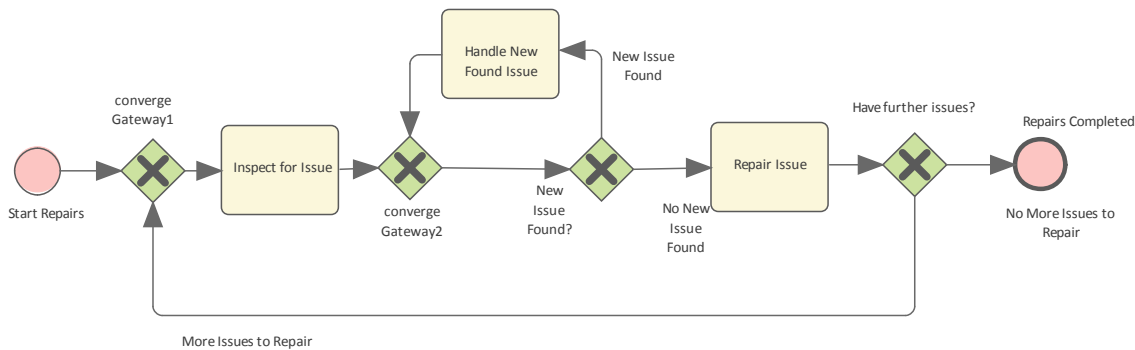 Handle New
Found Issue
New Issue
Found
converge
Gateway1
Have further issues?
Repairs Completed
Inspect for Issue
Repair Issue
Start Repairs
converge
Gateway2
New
Issue
Found?
No New
Issue
Found
No More Issues to
Repair
More Issues to Repair